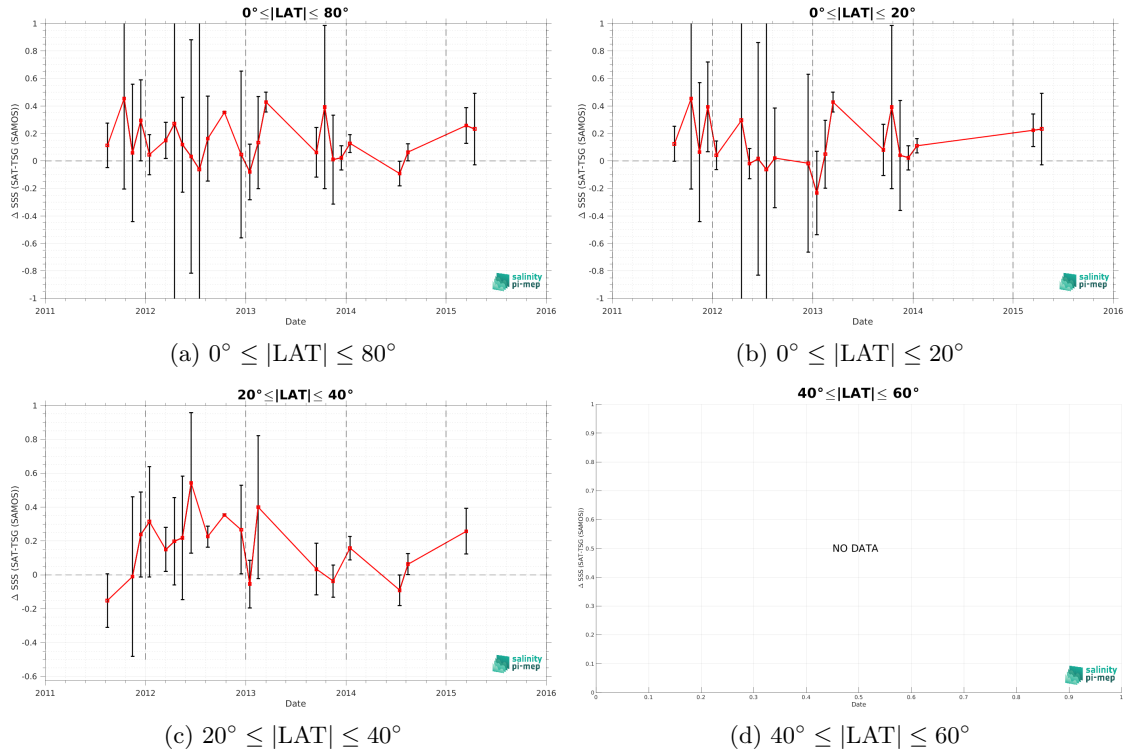 0°≤|LAT|≤ 80°
Δ SSS (SAT-TSG (SAMOS))
1
0.8
0.6
0.4
0.2
0
-0.2
-0.4
-0.6
-0.8
-1
2011 2012 2013 2014 2015 2016
Date
salinity
pi-mep
(a) 0° ≤ |LAT| ≤ 80°
0°≤|LAT|≤ 20°
Δ SSS (SAT-TSG (SAMOS))
1
0.8
0.6
0.4
0.2
0
-0.2
-0.4
-0.6
-0.8
-1
2011 2012 2013 2014 2015 2016
Date
salinity
pi-mep
(b) 0° ≤ |LAT| ≤ 20°
20°≤|LAT|≤ 40°
Δ SSS (SAT-TSG (SAMOS))
1
0.8
0.6
0.4
0.2
0
-0.2
-0.4
-0.6
2011 2012 2013 2014 2015 2016
Date
salinity
pi-mep
(c) 20° ≤ |LAT| ≤ 40°
40°≤|LAT|≤ 60°
Δ SSS (SAT-TSG (SAMOS))
1
0.9
0.8
0.7
0.6
0.5
0.4
0.3
0.2
0.1
0
NO DATA
0 0.1 0.2 0.3 0.4 0.5 0.6 0.7 0.8 0.9 1
Date
salinity
pi-mep
(d) 40° ≤ |LAT| ≤ 60°